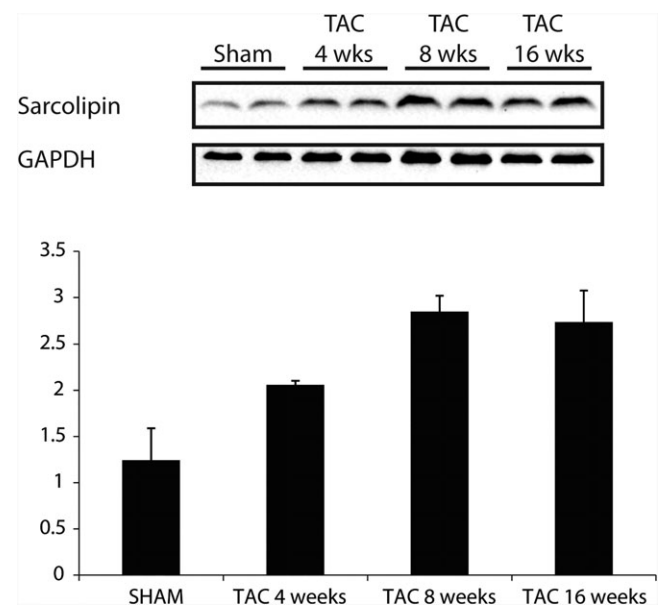 TAC TAC TAC
Sham 4 wks 8 wks 16 wks
Sarcolipin
GAPDH
3.5
3
2.5
2
1.5
1
0.5
0
SHAM TAC 4 weeks TAC 8 weeks TAC 16 weeks